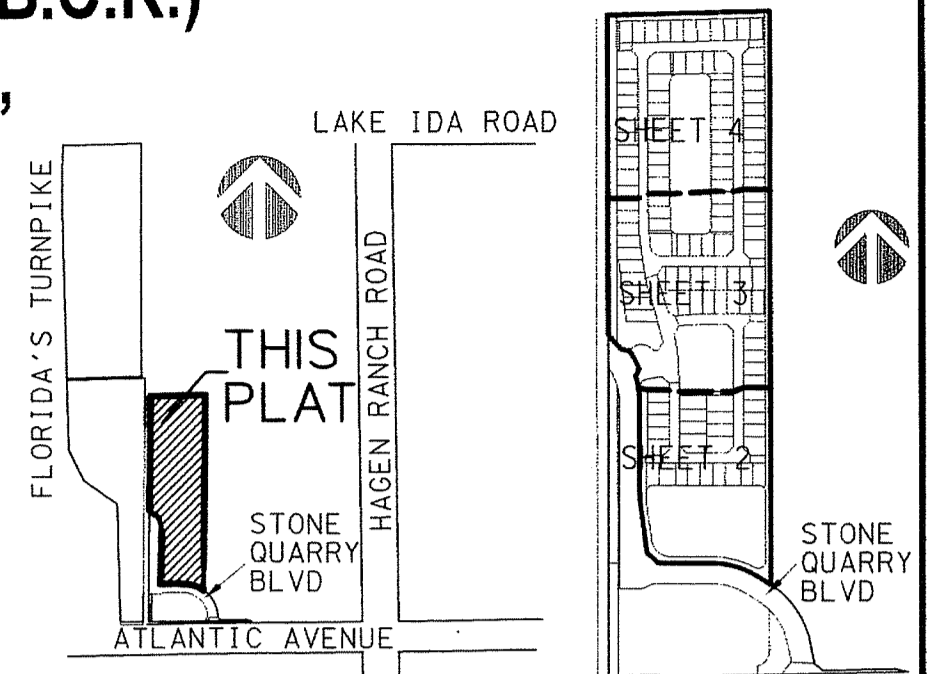 B.O.R.)
,
LAKE IDA ROAD
FLORIDA'S TURNPIKE
HAGEN RANCH ROAD
THIS
PLAT
STONE
QUARRY
BLVD
ATLANTIC AVENUE
SHEET 4
SHEET 3
SHEET 2
STONE
QUARRY
BLVD